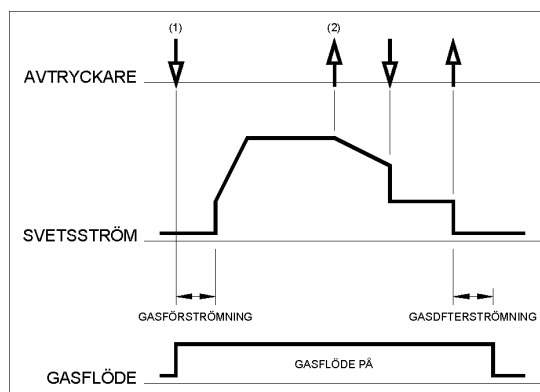 (1) (2)
AVTRYCKARE
SVETSSTRÖM
GASFÖRSTRÖMNING GASDFTERSTRÖMNING
GASFLÖDE PÅ
GASFLÖDE